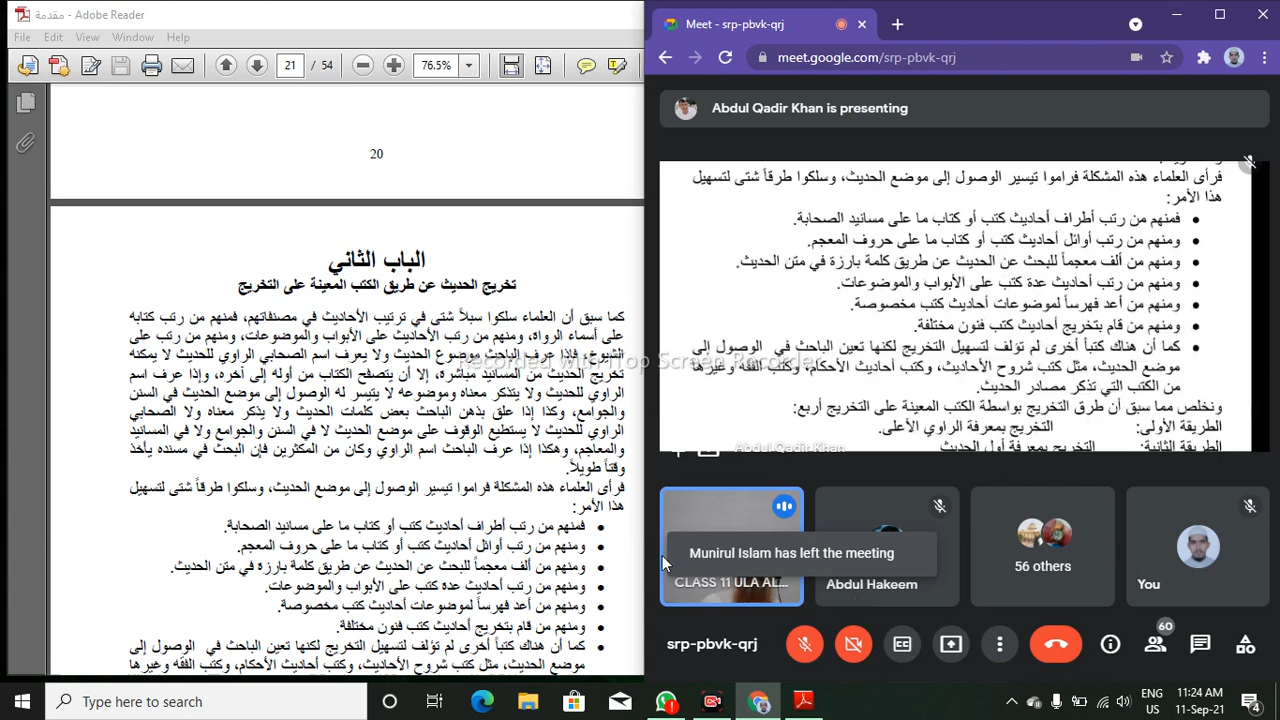 مقدمة - Adobe Reader
File Edit View Window Help
21 / 54 76.5%
20
الباب الثاني
تخريج الحديث عن طريق الكتب المعينة على التخريج
كما سبق أن العلماء سلكوا سبلاً شتى في ترتيب الأحاديث في مصنفاتهم، فمنهم من رتب كتابه
على أسماء الرواة، ومنهم من رتب الأحاديث على الأبواب والموضوعات، ومنهم من رتب على
الشيوخ فإذا عرف الباحث موضوع الحديث ولا يعرف اسم الصحابي الراوي للحديث لا يمكنه
تخريج الحديث من المسانيد مباشرة، إلا أن يتصفح الكتاب من أوله إلى آخره، وإذا عرف اسم
الراوي للحديث ولا يتذكر معناه وموضوعه لا يتيسر له الوصول إلى موضع الحديث في السنن
والجوامع، وكذا إذا علق بذهن الباحث بعض كلمات الحديث ولا يذكر معناه ولا الصحابي
الراوي للحديث لا يستطيع الوقوف على موضع الحديث لا في السنن والجوامع ولا في المسانيد
والمعاجم، وهكذا إذا عرف الباحث اسم الراوي وكان من المكثرين فإن البحث في مسنده يأخذ
وقتاً طويلاً.
فرأى العلماء هذه المشكلة فراموا تيسير الوصول إلى موضع الحديث، وسلكوا طرقاً شتى لتسهيل
هذا الأمر:
• فمنهم من رتب أطراف أحاديث كتب أو كتاب ما على مسانيد الصحابة.
• ومنهم من رتب أوائل أحاديث كتب أو كتاب ما على حروف المعجم.
• ومنهم من ألف معجماً للبحث عن الحديث عن طريق كلمة بارزة في متن الحديث.
• ومنهم من رتب أحاديث عدة كتب على الأبواب والموضوعات.
• ومنهم من أعد فهرساً لموضوعات أحاديث كتب مخصوصة.
• ومنهم من قام بتخريج أحاديث كتب فنون مختلفة.
• كما أن هناك كتباً أخرى لم تؤلف لتسهيل التخريج لكنها تعين الباحث في الوصول إلى
موضع الحديث، مثل كتب شروح الأحاديث، وكتب أحاديث الأحكام، وكتب الفقه وغيرها
Recorded with iTop Screen Recorder
Meet - srp-pbvk-qrj
meet.google.com/srp-pbvk-qrj
Abdul Qadir Khan is presenting
فرأى العلماء هذه المشكلة فراموا تيسير الوصول إلى موضع الحديث، وسلكوا طرقاً شتى لتسهيل
هذا الأمر:
• فمنهم من رتب أطراف أحاديث كتب أو كتاب ما على مسانيد الصحابة.
• ومنهم من رتب أوائل أحاديث كتب أو كتاب ما على حروف المعجم.
• ومنهم من ألف معجماً للبحث عن الحديث عن طريق كلمة بارزة في متن الحديث.
• ومنهم من رتب أحاديث عدة كتب على الأبواب والموضوعات.
• ومنهم من أعد فهرساً لموضوعات أحاديث كتب مخصوصة.
• ومنهم من قام بتخريج أحاديث كتب فنون مختلفة.
• كما أن هناك كتباً أخرى لم تؤلف لتسهيل التخريج لكنها تعين الباحث في الوصول إلى
موضع الحديث، مثل كتب شروح الأحاديث، وكتب أحاديث الأحكام، وكتب الفقه وغيرها
من الكتب التي تذكر مصادر الحديث.
ونخلص مما سبق أن طرق التخريج بواسطة الكتب المعينة على التخريج أربع:
الطريقة الأولى: التخريج بمعرفة الراوي الأعلى.
الطريقة الثانية: التخريج بمعرفة أول الحديث
Abdul Qadir Khan
Munirul Islam has left the meeting
CLASS 11 ULA AL...
Abdul Hakeem
56 others
You
srp-pbvk-qrj
60
Type here to search
ENG
US
11:24 AM
11-Sep-21
4